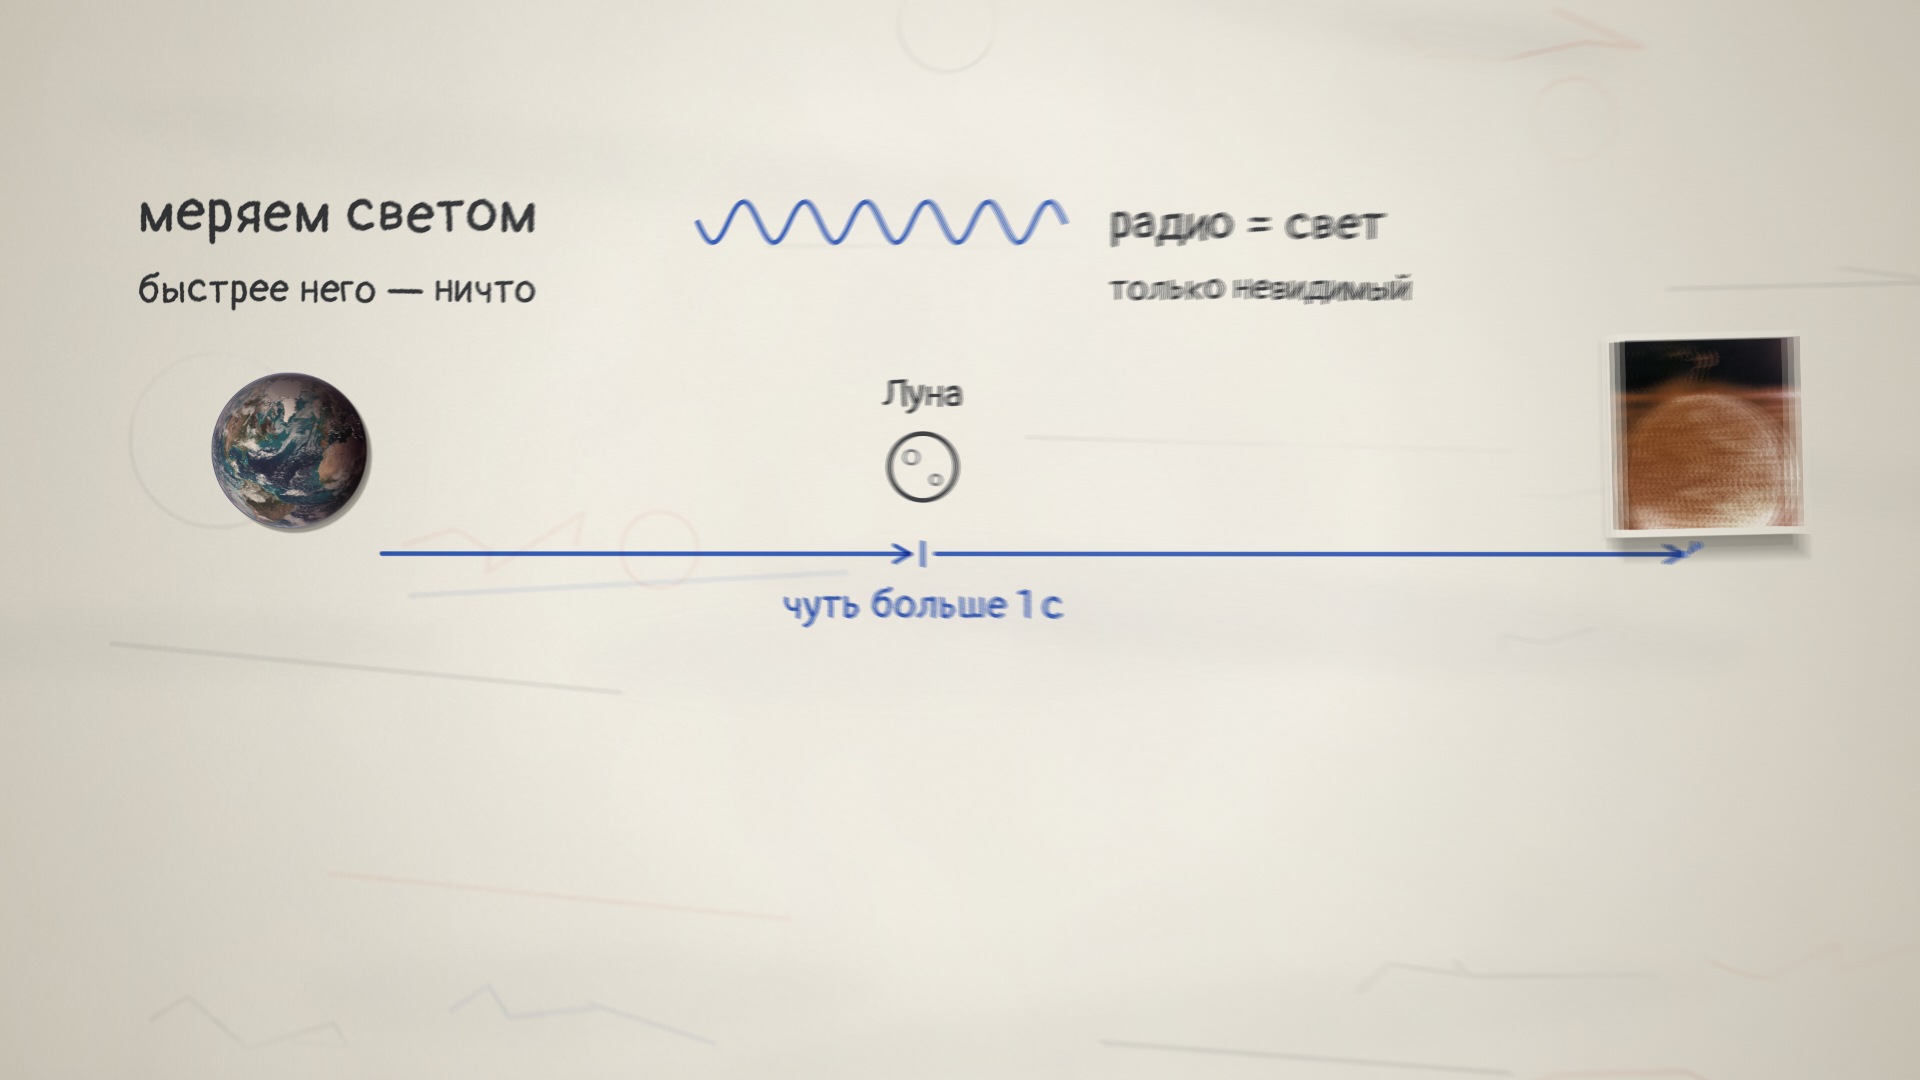 меряем светом
быстрее него — ничто
радио = свет
только невидимый
Луна
чуть больше 1 с